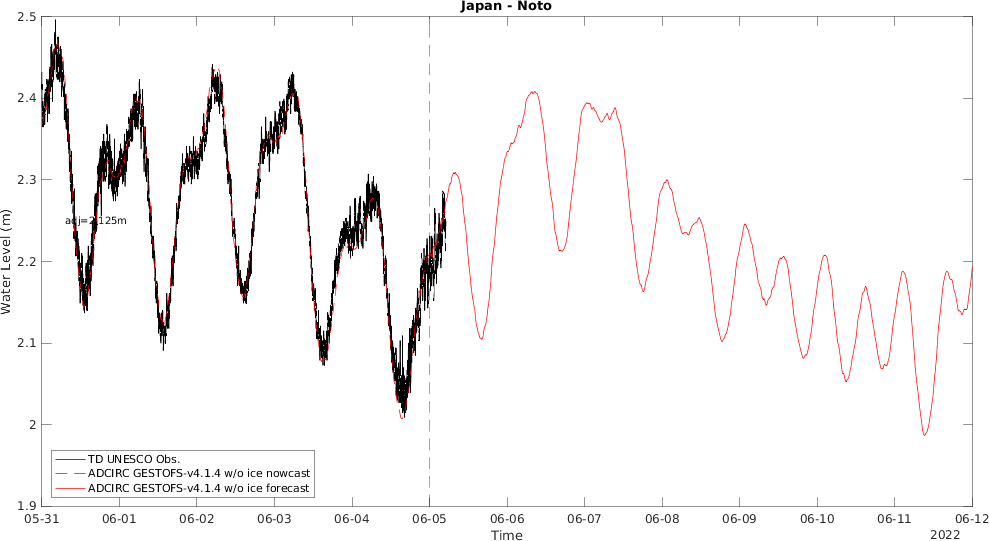 Japan - Noto
2.5
2.4
2.3
2.2
2.1
2
1.9
Water Level (m)
adj=2.125m
TD UNESCO Obs.
ADCIRC GESTOFS-v4.1.4 w/o ice nowcast
ADCIRC GESTOFS-v4.1.4 w/o ice forecast
05-31 06-01 06-02 06-03 06-04 06-05 06-06 06-07 06-08 06-09 06-10 06-11 06-12
Time
2022